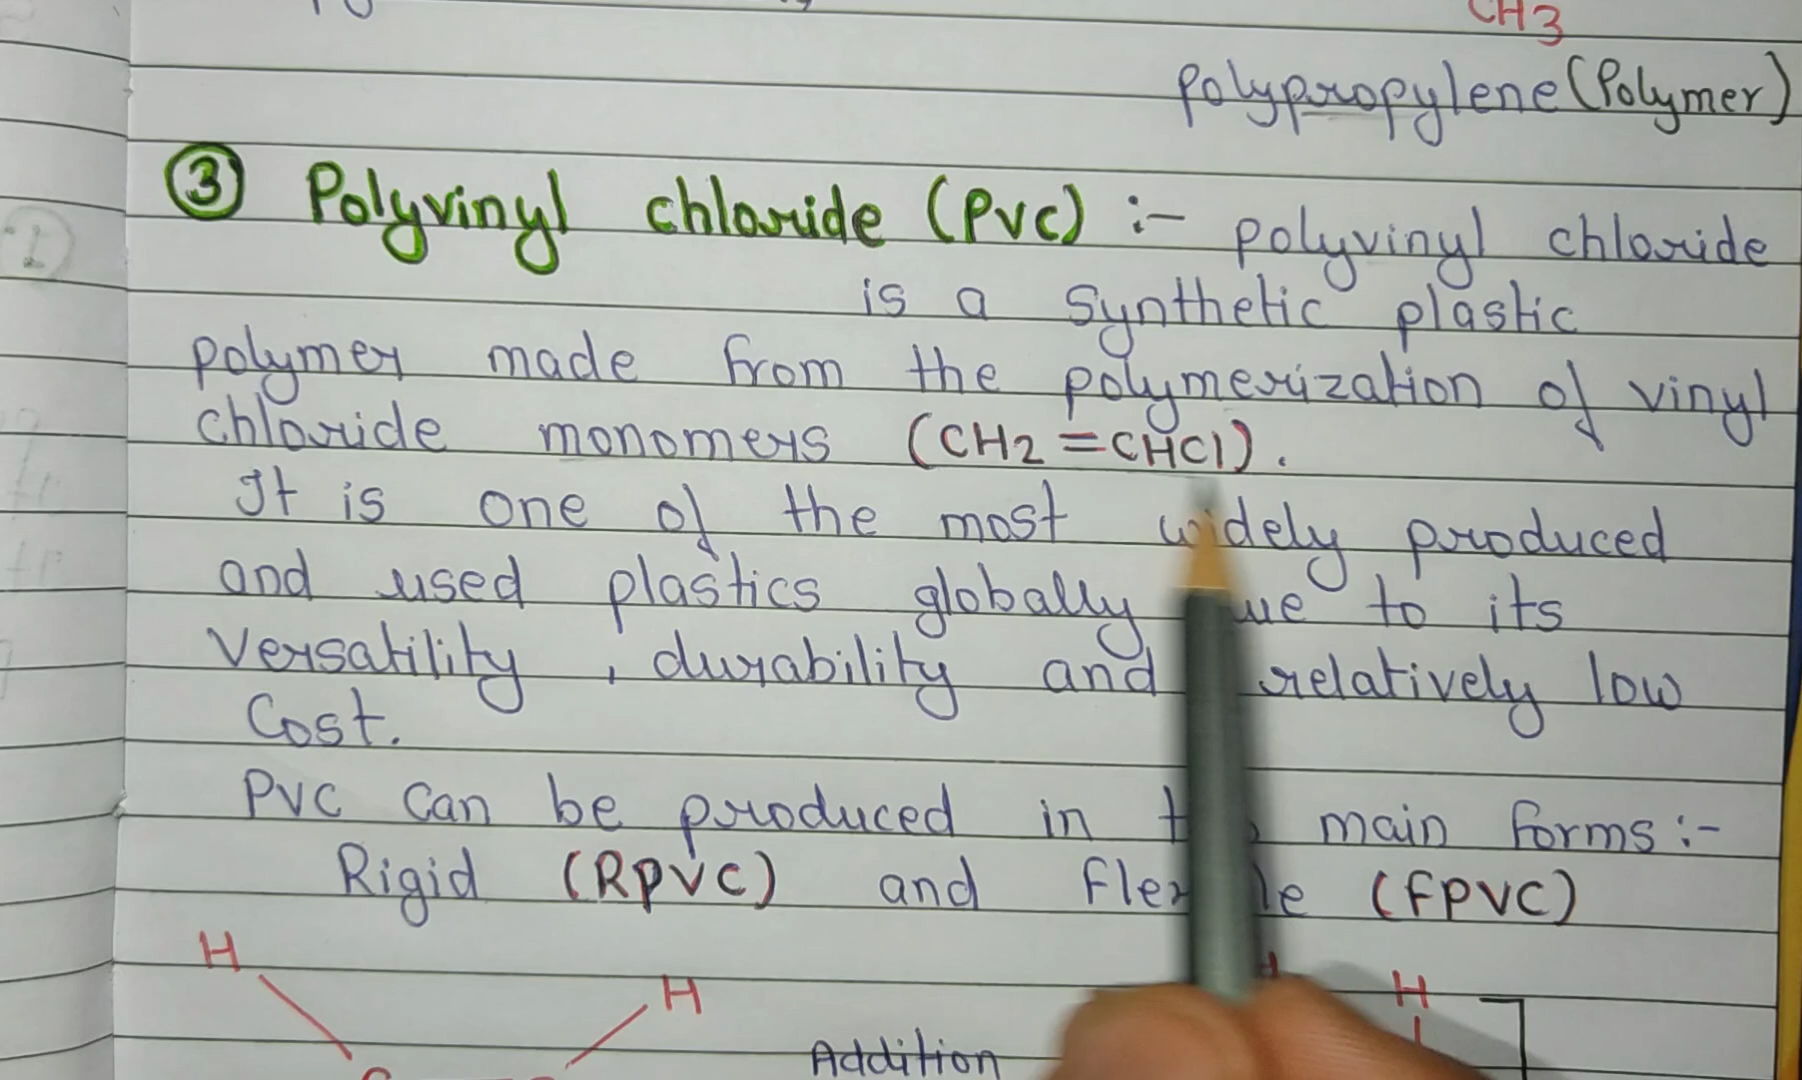 CH3
polypropylene (Polymer)
③ Polyvinyl chloride (PVC) :- polyvinyl chloride
is a synthetic plastic
polymer made from the polymerization of vinyl
chloride monomers (CH2=CHCl).
It is one of the most widely produced
and used plastics globally due to its
versatility, durability and relatively low
Cost.
PVC can be produced in main forms :-
Rigid (RPVC) and (FPVC)
H
H
H
Addition